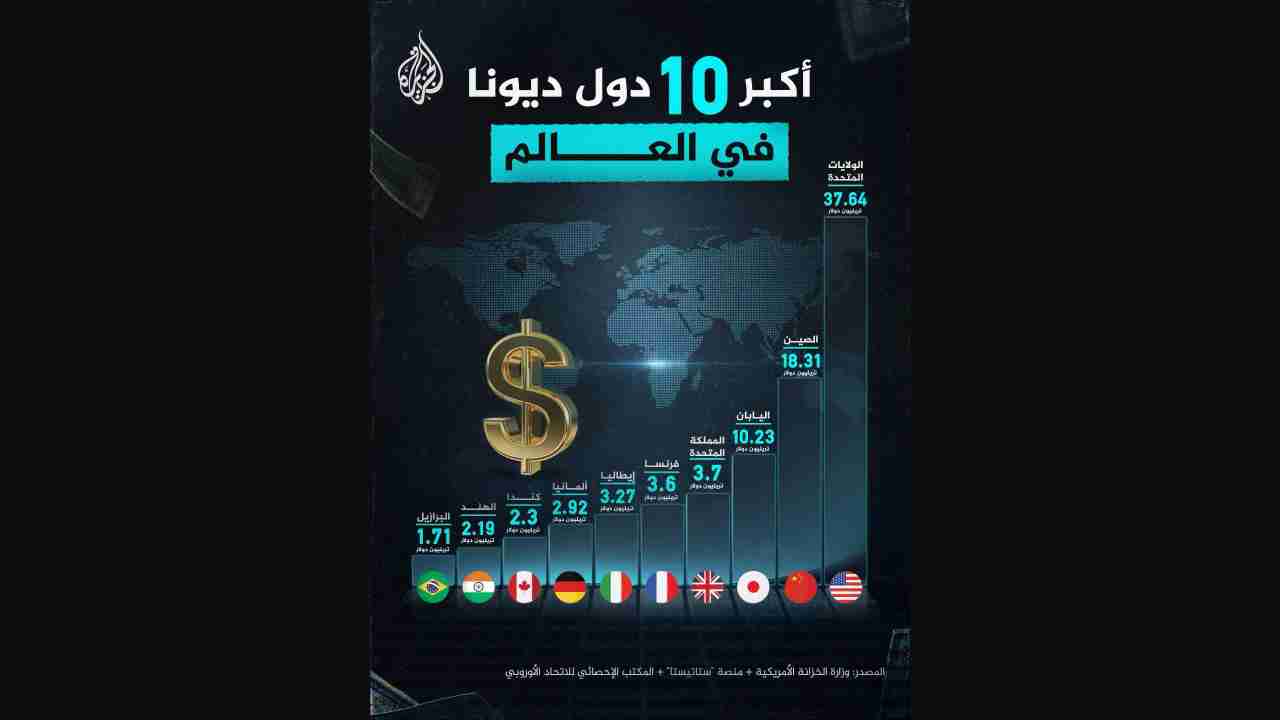 الجزيرة
أكبر 10 دول ديونا
في العالم
الولايات
المتحدة
37.64
تريليون دولار
الصين
18.31
تريليون دولار
اليابان
10.23
تريليون دولار
المملكة
المتحدة
3.7
تريليون دولار
فرنسا
3.6
تريليون دولار
إيطاليا
3.27
تريليون دولار
ألمانيا
2.92
تريليون دولار
كندا
2.3
تريليون دولار
الهند
2.19
تريليون دولار
البرازيل
1.71
تريليون دولار
المصدر: وزارة الخزانة الأمريكية + منصة "ستاتيستا" + المكتب الإحصائي للاتحاد الأوروبي